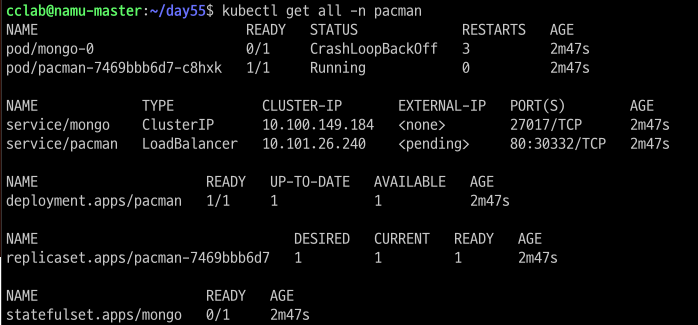 cclab@namu-master:~/day55$ kubectl get all -n pacman
NAME READY STATUS RESTARTS AGE
pod/mongo-0 0/1 CrashLoopBackOff 3 2m47s
pod/pacman-7469bbb6d7-c8hxk 1/1 Running 0 2m47s
NAME TYPE CLUSTER-IP EXTERNAL-IP PORT(S) AGE
service/mongo ClusterIP 10.100.149.184 <none> 27017/TCP 2m47s
service/pacman LoadBalancer 10.101.26.240 <pending> 80:30332/TCP 2m47s
NAME READY UP-TO-DATE AVAILABLE AGE
deployment.apps/pacman 1/1 1 1 2m47s
NAME DESIRED CURRENT READY AGE
replicaset.apps/pacman-7469bbb6d7 1 1 1 2m47s
NAME READY AGE
statefulset.apps/mongo 0/1 2m47s